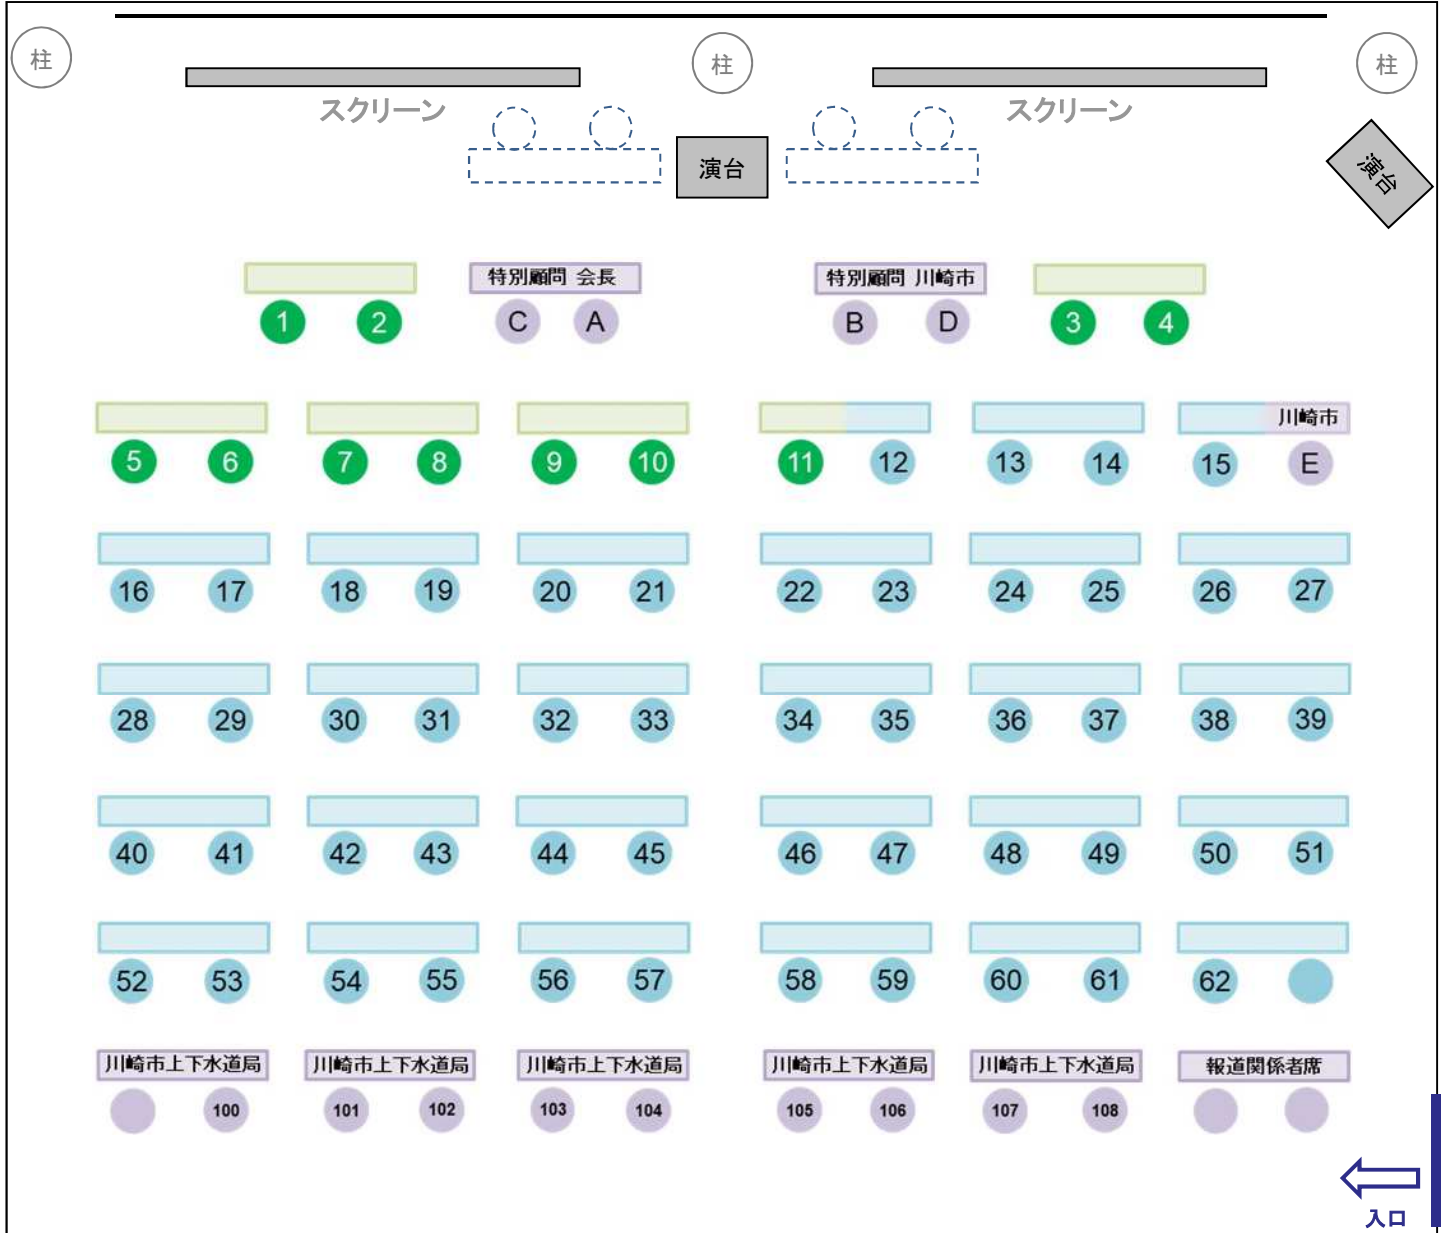 柱 柱 柱
スクリーン スクリーン
演台 演台
特別顧問 会長 特別顧問 川崎市
1 2 C A B D 3 4
川崎市
5 6 7 8 9 10 11 12 13 14 15 E
16 17 18 19 20 21 22 23 24 25 26 27
28 29 30 31 32 33 34 35 36 37 38 39
40 41 42 43 44 45 46 47 48 49 50 51
52 53 54 55 56 57 58 59 60 61 62
川崎市上下水道局 川崎市上下水道局 川崎市上下水道局 川崎市上下水道局 川崎市上下水道局 報道関係者席
100 101 102 103 104 105 106 107 108
入口